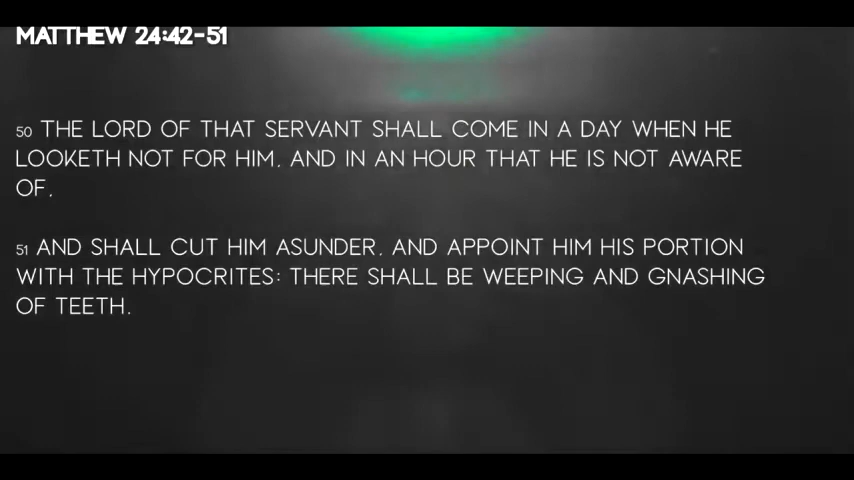 MATTHEW 24:42-51
50 THE LORD OF THAT SERVANT SHALL COME IN A DAY WHEN HE
LOOKETH NOT FOR HIM, AND IN AN HOUR THAT HE IS NOT AWARE
OF,
51 AND SHALL CUT HIM ASUNDER, AND APPOINT HIM HIS PORTION
WITH THE HYPOCRITES: THERE SHALL BE WEEPING AND GNASHING
OF TEETH.